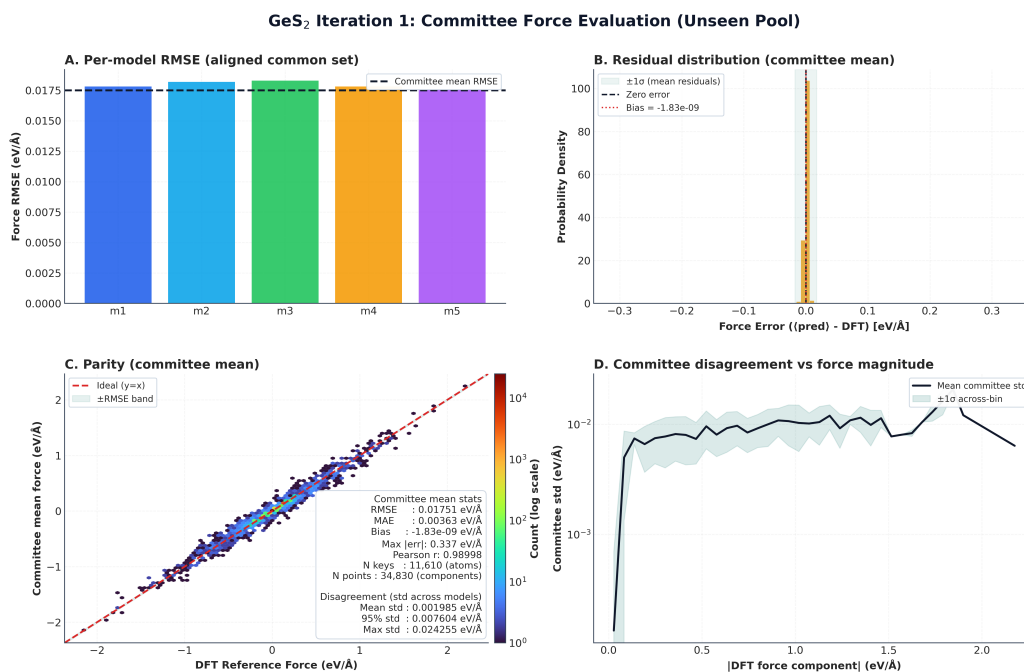 GeS₂ Iteration 1: Committee Force Evaluation (Unseen Pool)
A. Per-model RMSE (aligned common set)
Force RMSE (eV/Å)
0.0175
0.0150
0.0125
0.0100
0.0075
0.0050
0.0025
0.0000
Committee mean RMSE
m1 m2 m3 m4 m5
B. Residual distribution (committee mean)
Probability Density
100
80
60
40
20
0
±1σ (mean residuals)
Zero error
Bias = -1.83e-09
−0.3 −0.2 −0.1 0.0 0.1 0.2 0.3
Force Error (⟨pred⟩ - DFT) [eV/Å]
C. Parity (committee mean)
Committee mean force (eV/Å)
2
1
0
−1
−2
Ideal (y=x)
±RMSE band
Committee mean stats
RMSE : 0.01751 eV/Å
MAE : 0.00363 eV/Å
Bias : -1.83e-09 eV/Å
Max |err|: 0.337 eV/Å
Pearson r: 0.98998
N keys : 11,610 (atoms)
N points : 34,830 (components)
Disagreement (std across models)
Mean std : 0.001985 eV/Å
95% std : 0.007604 eV/Å
Max std : 0.024255 eV/Å
−2 −1 0 1 2
DFT Reference Force (eV/Å)
10⁴
10³
10²
10¹
10⁰
Count (log scale)
D. Committee disagreement vs force magnitude
Committee std (eV/Å)
10⁻²
10⁻³
Mean committee std
±1σ across-bin
0.0 0.5 1.0 1.5 2.0
|DFT force component| (eV/Å)